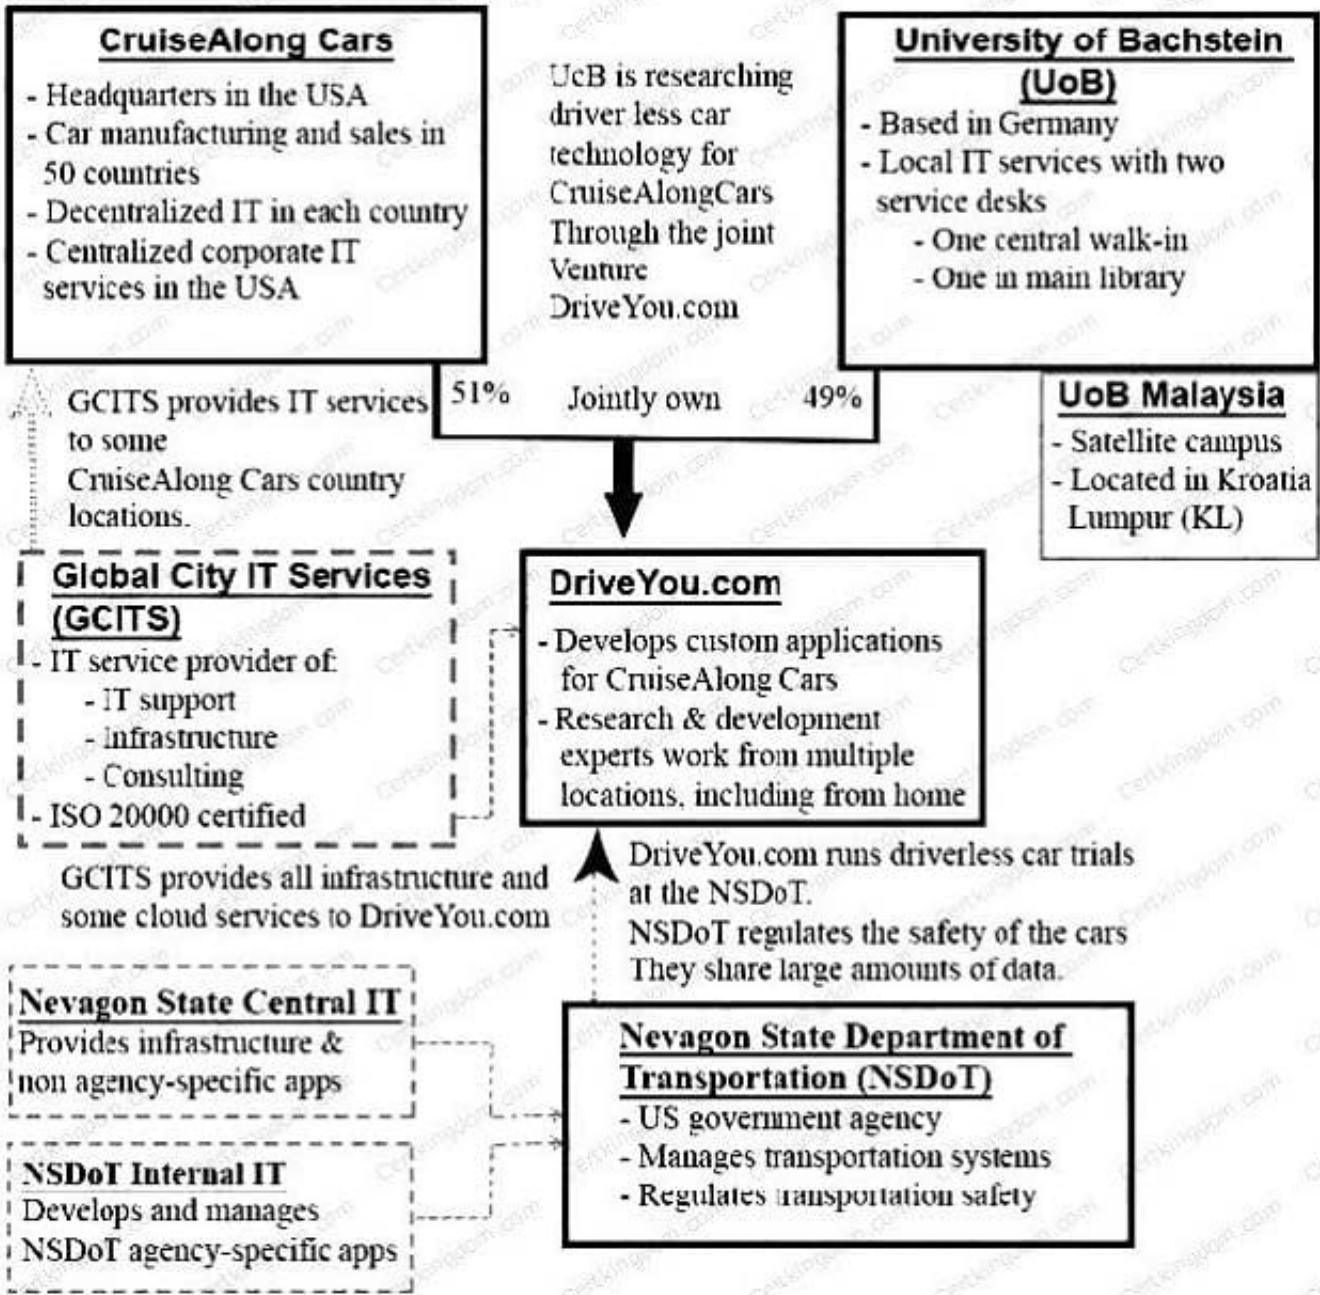 CruiseAlong Cars
- Headquarters in the USA
- Car manufacturing and sales in
50 countries
- Decentralized IT in each country
- Centralized corporate IT
services in the USA
UcB is researching
driver less car
technology for
CruiseAlongCars
Through the joint
Venture
DriveYou.com
University of Bachstein
(UoB)
- Based in Germany
- Local IT services with two
service desks
- One central walk-in
- One in main library
51% Jointly own 49%
UoB Malaysia
- Satellite campus
- Located in Kroatia
Lumpur (KL)
GCITS provides IT services
to some
CruiseAlong Cars country
locations.
Global City IT Services
(GCITS)
- IT service provider of:
- IT support
- Infrastructure
- Consulting
- ISO 20000 certified
DriveYou.com
- Develops custom applications
for CruiseAlong Cars
- Research & development
experts work from multiple
locations, including from home
GCITS provides all infrastructure and
some cloud services to DriveYou.com
DriveYou.com runs driverless car trials
at the NSDoT.
NSDoT regulates the safety of the cars
They share large amounts of data.
Nevagon State Central IT
Provides infrastructure &
non agency-specific apps
NSDoT Internal IT
Develops and manages
NSDoT agency-specific apps
Nevagon State Department of
Transportation (NSDoT)
- US government agency
- Manages transportation systems
- Regulates transportation safety
Certkingdom.com